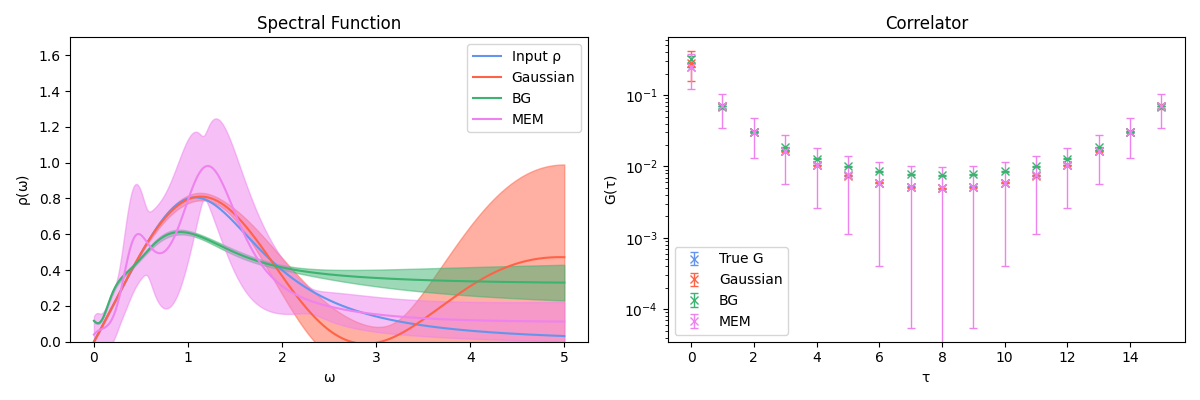 Spectral Function
ρ(ω)
1.6
1.4
1.2
1.0
0.8
0.6
0.4
0.2
0.0
0 1 2 3 4 5
ω
Input ρ
Gaussian
BG
MEM
Correlator
G(τ)
10⁻¹
10⁻²
10⁻³
10⁻⁴
0 2 4 6 8 10 12 14
τ
True G
Gaussian
BG
MEM